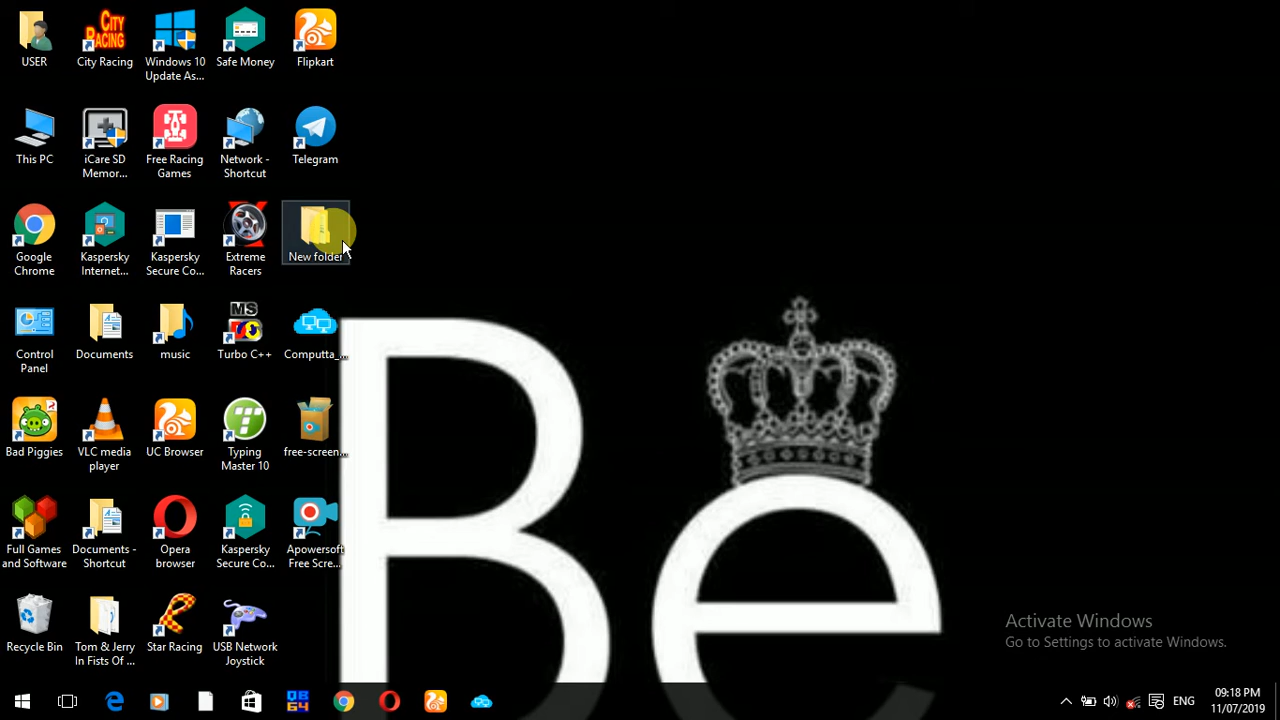 USER
City Racing
Windows 10
Update As...
Safe Money
Flipkart
This PC
iCare SD
Memor...
Free Racing
Games
Network -
Shortcut
Telegram
Google
Chrome
Kaspersky
Internet...
Kaspersky
Secure Co...
Extreme
Racers
New folder
Control
Panel
Documents
music
Turbo C++
Computta_...
Bad Piggies
VLC media
player
UC Browser
Typing
Master 10
free-screen...
Full Games
and Software
Documents -
Shortcut
Opera
browser
Kaspersky
Secure Co...
Apowersoft
Free Scre...
Recycle Bin
Tom & Jerry
In Fists Of ...
Star Racing
USB Network
Joystick
CITY
RACING
MS
Be
Activate Windows
Go to Settings to activate Windows.
QB
64
ENG
09:18 PM
11/07/2019